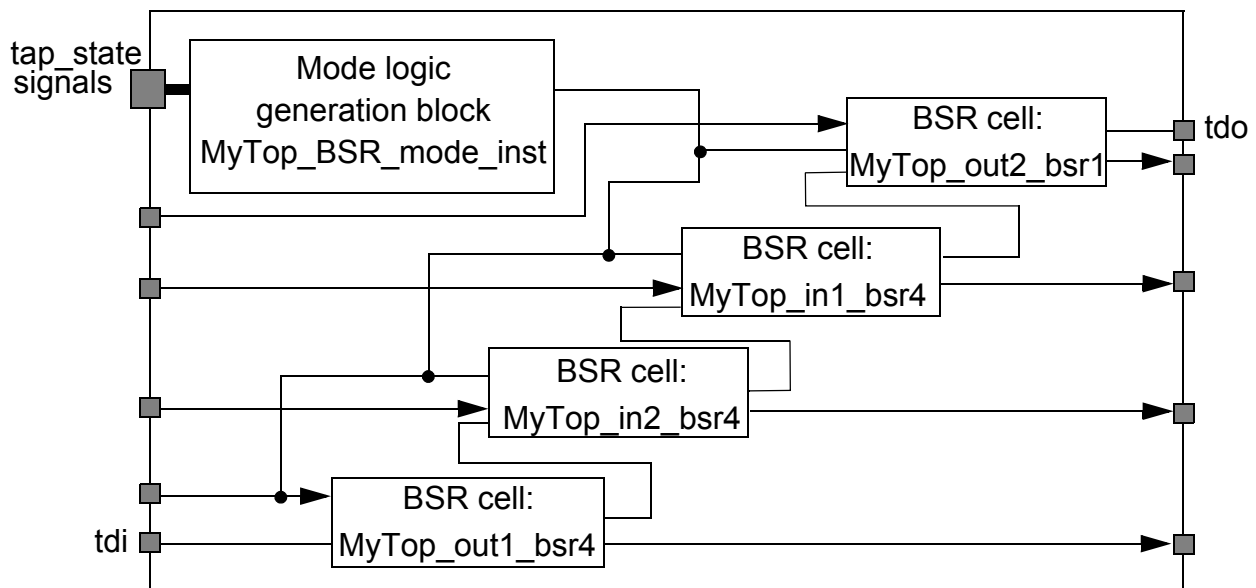 tap_state
signals
Mode logic
generation block
MyTop_BSR_mode_inst
BSR cell:
MyTop_out2_bsr1
tdo
BSR cell:
MyTop_in1_bsr4
BSR cell:
MyTop_in2_bsr4
BSR cell:
MyTop_out1_bsr4
tdi